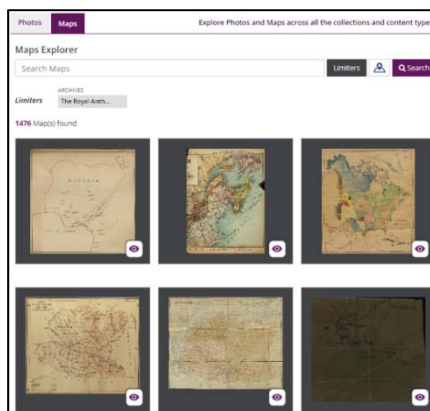 Photos Maps Explore Photos and Maps across all the collections and content type
Maps Explorer
Search Maps Limiters Search
ARCHIVES
Limiters The Royal Anth...
1476 Map(s) found